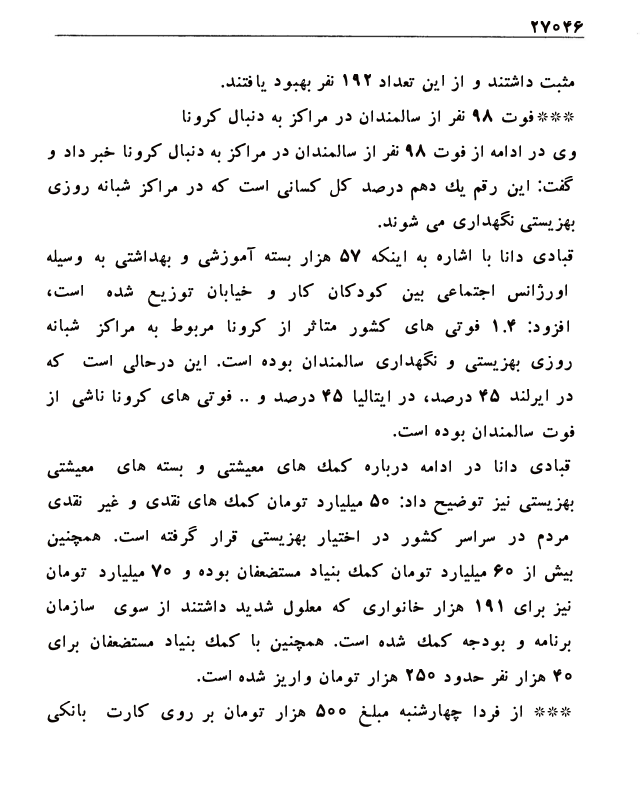 ۲۷۰۴۶
مثبت داشتند و از این تعداد ۱۹۲ نفر بهبود یافتند.
***فوت ۹۸ نفر از سالمندان در مراکز به دنبال کرونا
وی در ادامه از فوت ۹۸ نفر از سالمندان در مراکز به دنبال کرونا خبر داد و
گفت: این رقم یك دهم درصد کل کسانی است که در مراکز شبانه روزی
بهزیستی نگهداری می شوند.
قبادی دانا با اشاره به اینکه ۵۷ هزار بسته آموزشی و بهداشتی به وسیله
اورژانس اجتماعی بین کودکان کار و خیابان توزیع شده است،
افزود: ۱.۴ فوتی های کشور متاثر از کرونا مربوط به مراکز شبانه
روزی بهزیستی و نگهداری سالمندان بوده است. این درحالی است که
در ایرلند ۴۵ درصد، در ایتالیا ۴۵ درصد و .. فوتی های کرونا ناشی از
فوت سالمندان بوده است.
قبادی دانا در ادامه درباره کمك های معیشتی و بسته های معیشتی
بهزیستی نیز توضیح داد: ۵۰ میلیارد تومان کمك های نقدی و غیر نقدی
مردم در سراسر کشور در اختیار بهزیستی قرار گرفته است. همچنین
بیش از ۶۰ میلیارد تومان کمك بنیاد مستضعفان بوده و ۷۰ میلیارد تومان
نیز برای ۱۹۱ هزار خانواری که معلول شدید داشتند از سوی سازمان
برنامه و بودجه کمك شده است. همچنین با کمك بنیاد مستضعفان برای
۴۰ هزار نفر حدود ۲۵۰ هزار تومان واریز شده است.
*** از فردا چهارشنبه مبلغ ۵۰۰ هزار تومان بر روی کارت بانکی